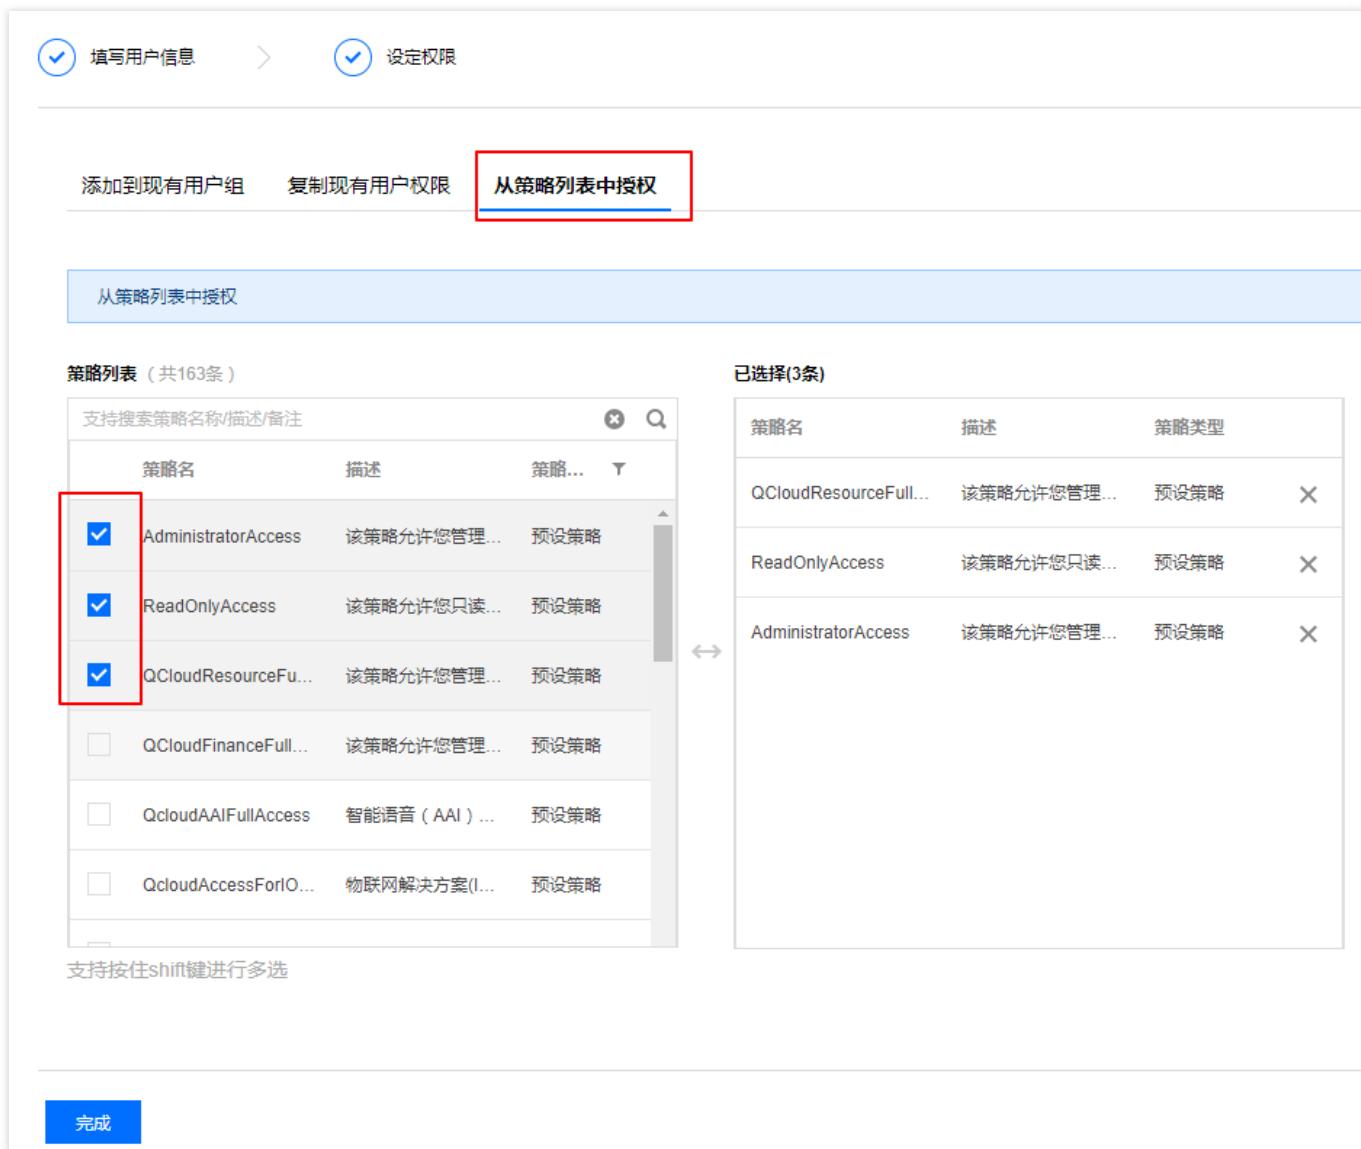 填写用户信息 设定权限
添加到现有用户组 复制现有用户权限 从策略列表中授权
从策略列表中授权
策略列表（共163条）
支持搜索策略名称/描述/备注
策略名 描述 策略...
AdministratorAccess 该策略允许您管理... 预设策略
ReadOnlyAccess 该策略允许您只读... 预设策略
QCloudResourceFu... 该策略允许您管理... 预设策略
QCloudFinanceFull... 该策略允许您管理... 预设策略
QcloudAAIFullAccess 智能语音（AAI）... 预设策略
QcloudAccessForIO... 物联网解决方案(I... 预设策略
支持按住shift键进行多选
已选择(3条)
策略名 描述 策略类型
QCloudResourceFull... 该策略允许您管理... 预设策略
ReadOnlyAccess 该策略允许您只读... 预设策略
AdministratorAccess 该策略允许您管理... 预设策略
完成